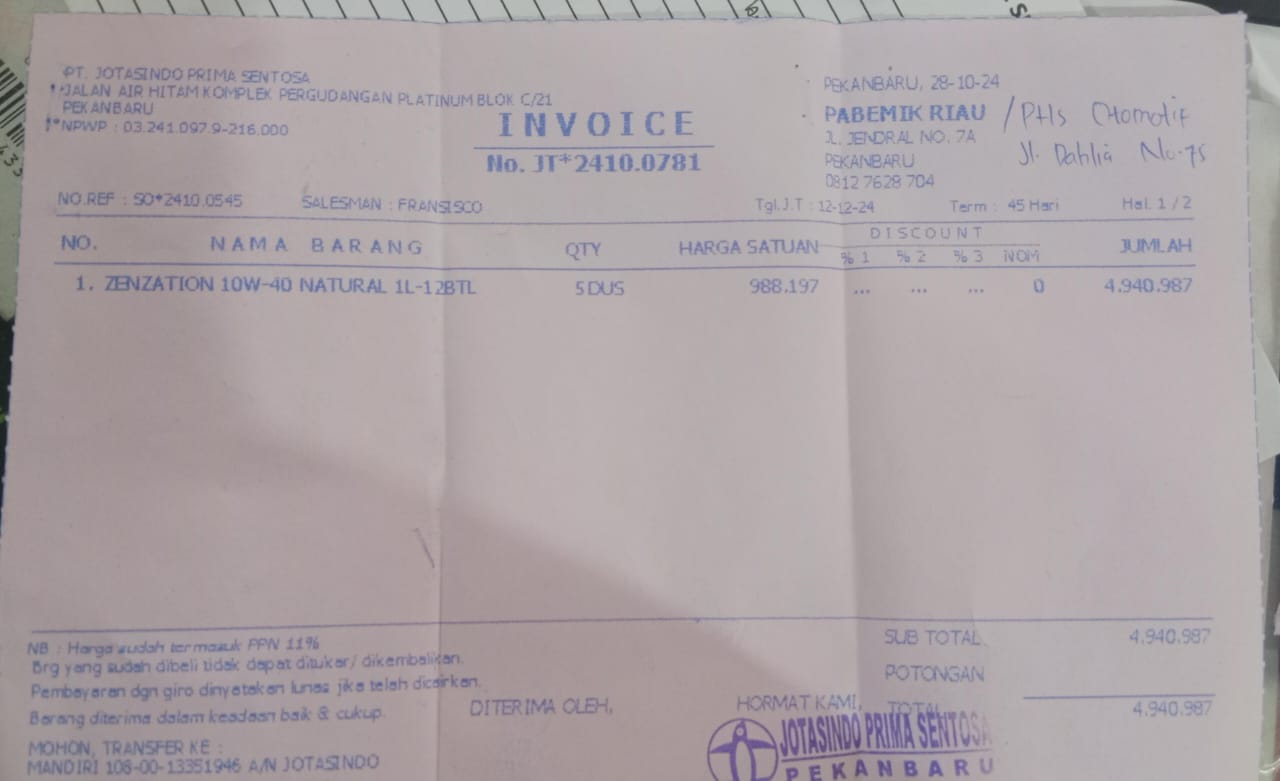 PT. JOTASINDO PRIMA SENTOSA
JALAN AIR HITAM KOMPLEK PERGUDANGAN PLATINUM BLOK C/21
PEKANBARU
NPWP : 03.241.097.9-216.000
INVOICE
No. JT*2410.0781
PEKANBARU, 28-10-24
PABEMIK RIAU / PHs Otomotif
JL. JENDRAL NO. 7A Jl. Dahlia No.75
PEKANBARU
0812 7628 704
NO.REF : SO*2410.0545 SALESMAN : FRANSISCO Tgl.J.T : 12-12-24 Term : 45 Hari Hal. 1 / 2
NO. NAMA BARANG QTY HARGA SATUAN DISCOUNT JUMLAH
% 1 % 2 % 3 NOM
1. ZENZATION 10W-40 NATURAL 1L-12BTL 5 DUS 988.197 ... ... ... 0 4.940.987
NB : Harga sudah termasuk PPN 11%
Brg yang sudah dibeli tidak dapat ditukar/ dikembalikan.
Pembayaran dgn giro dinyatakan lunas jika telah dicairkan.
Barang diterima dalam keadaan baik & cukup.
MOHON, TRANSFER KE :
MANDIRI 108-00-13351946 A/N JOTASINDO
DITERIMA OLEH,
HORMAT KAMI,
SUB TOTAL 4.940.987
POTONGAN
TOTAL 4.940.987
JOTASINDO PRIMA SENTOSA
PEKANBARU